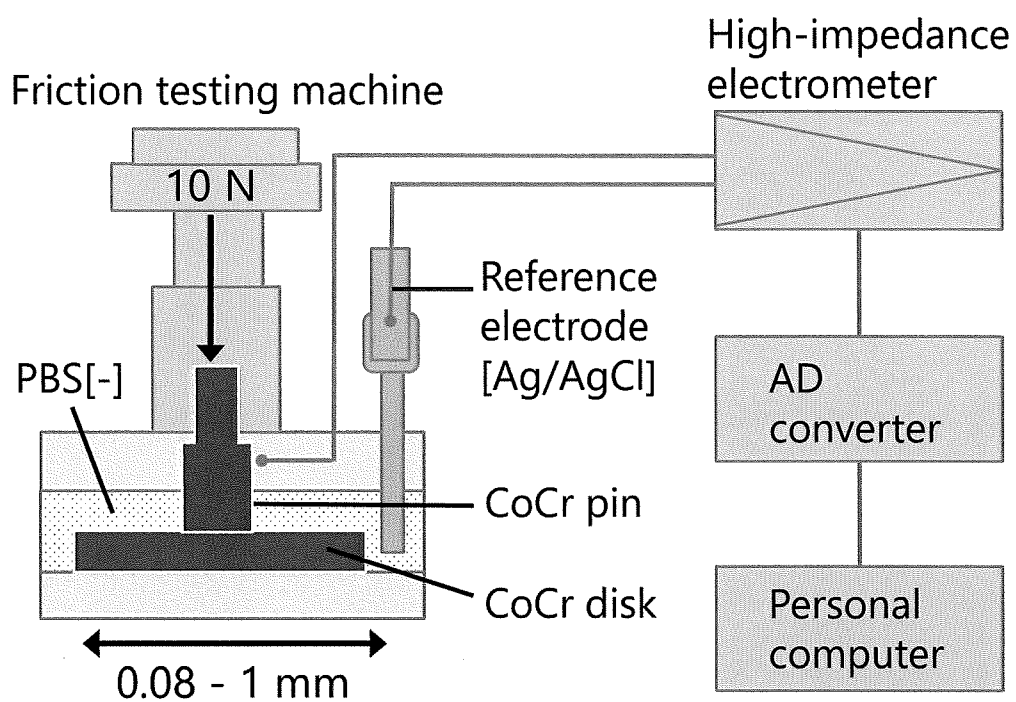 High-impedance
electrometer
Friction testing machine
10 N
Reference
electrode
[Ag/AgCl]
PBS[-]
AD
converter
CoCr pin
CoCr disk
Personal
computer
0.08 - 1 mm